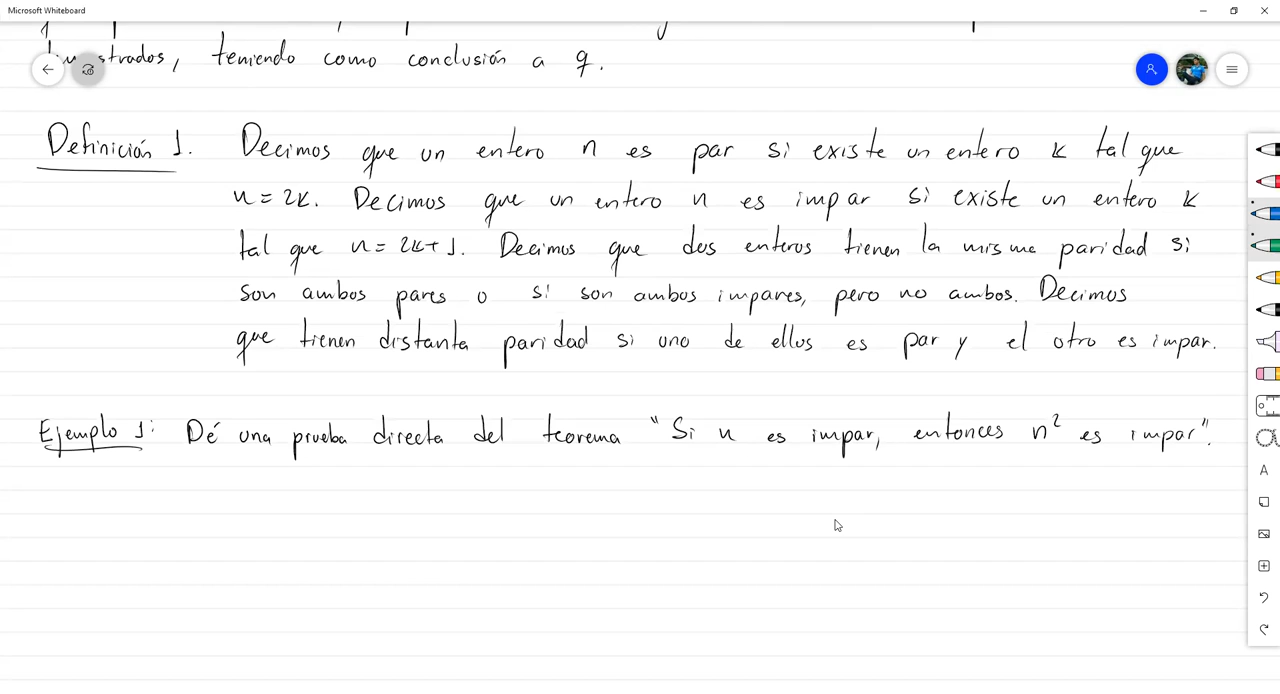 Microsoft Whiteboard
teniendo como conclusión a q.
Definición 1. Decimos que un entero n es par si existe un entero k tal que
n = 2k. Decimos que un entero n es impar si existe un entero k
tal que n = 2k + 1. Decimos que dos enteros tienen la misma paridad si
son ambos pares o si son ambos impares, pero no ambos. Decimos
que tienen distanta paridad si uno de ellos es par y el otro es impar.
Ejemplo 1: Dé una prueba directa del teorema "Si n es impar, entonces n² es impar".
A